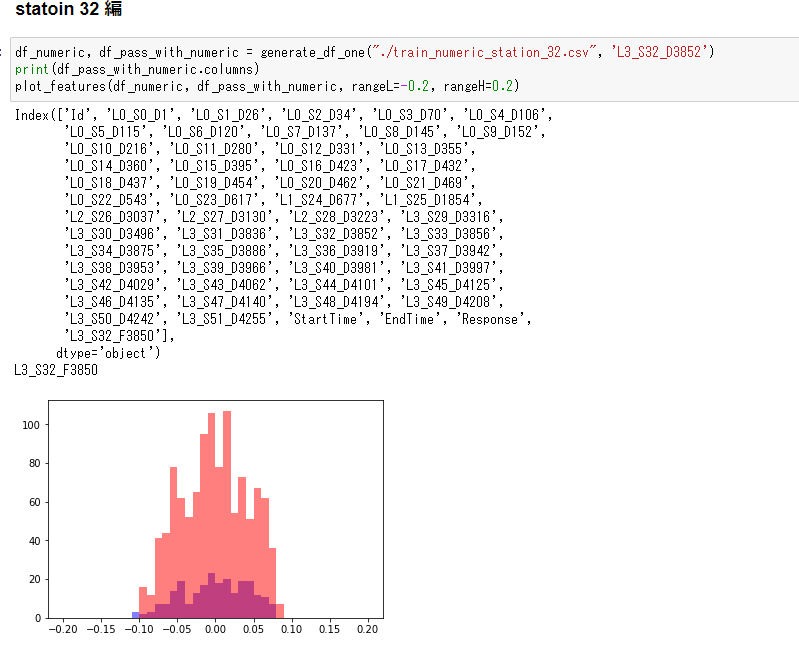 statoin 32 編
df_numeric, df_pass_with_numeric = generate_df_one("./train_numeric_station_32.csv", 'L3_S32_D3852')
print(df_pass_with_numeric.columns)
plot_features(df_numeric, df_pass_with_numeric, rangeL=-0.2, rangeH=0.2)
Index(['Id', 'L0_S0_D1', 'L0_S1_D26', 'L0_S2_D34', 'L0_S3_D70', 'L0_S4_D106',
'L0_S5_D115', 'L0_S6_D120', 'L0_S7_D137', 'L0_S8_D145', 'L0_S9_D152',
'L0_S10_D216', 'L0_S11_D280', 'L0_S12_D331', 'L0_S13_D355',
'L0_S14_D360', 'L0_S15_D395', 'L0_S16_D423', 'L0_S17_D432',
'L0_S18_D437', 'L0_S19_D454', 'L0_S20_D462', 'L0_S21_D469',
'L0_S22_D543', 'L0_S23_D617', 'L1_S24_D677', 'L1_S25_D1854',
'L2_S26_D3037', 'L2_S27_D3130', 'L2_S28_D3223', 'L3_S29_D3316',
'L3_S30_D3496', 'L3_S31_D3836', 'L3_S32_D3852', 'L3_S33_D3856',
'L3_S34_D3875', 'L3_S35_D3886', 'L3_S36_D3919', 'L3_S37_D3942',
'L3_S38_D3953', 'L3_S39_D3966', 'L3_S40_D3981', 'L3_S41_D3997',
'L3_S42_D4029', 'L3_S43_D4062', 'L3_S44_D4101', 'L3_S45_D4125',
'L3_S46_D4135', 'L3_S47_D4140', 'L3_S48_D4194', 'L3_S49_D4208',
'L3_S50_D4242', 'L3_S51_D4255', 'StartTime', 'EndTime', 'Response',
'L3_S32_F3850'],
dtype='object')
L3_S32_F3850
100
80
60
40
20
0
-0.20 -0.15 -0.10 -0.05 0.00 0.05 0.10 0.15 0.20